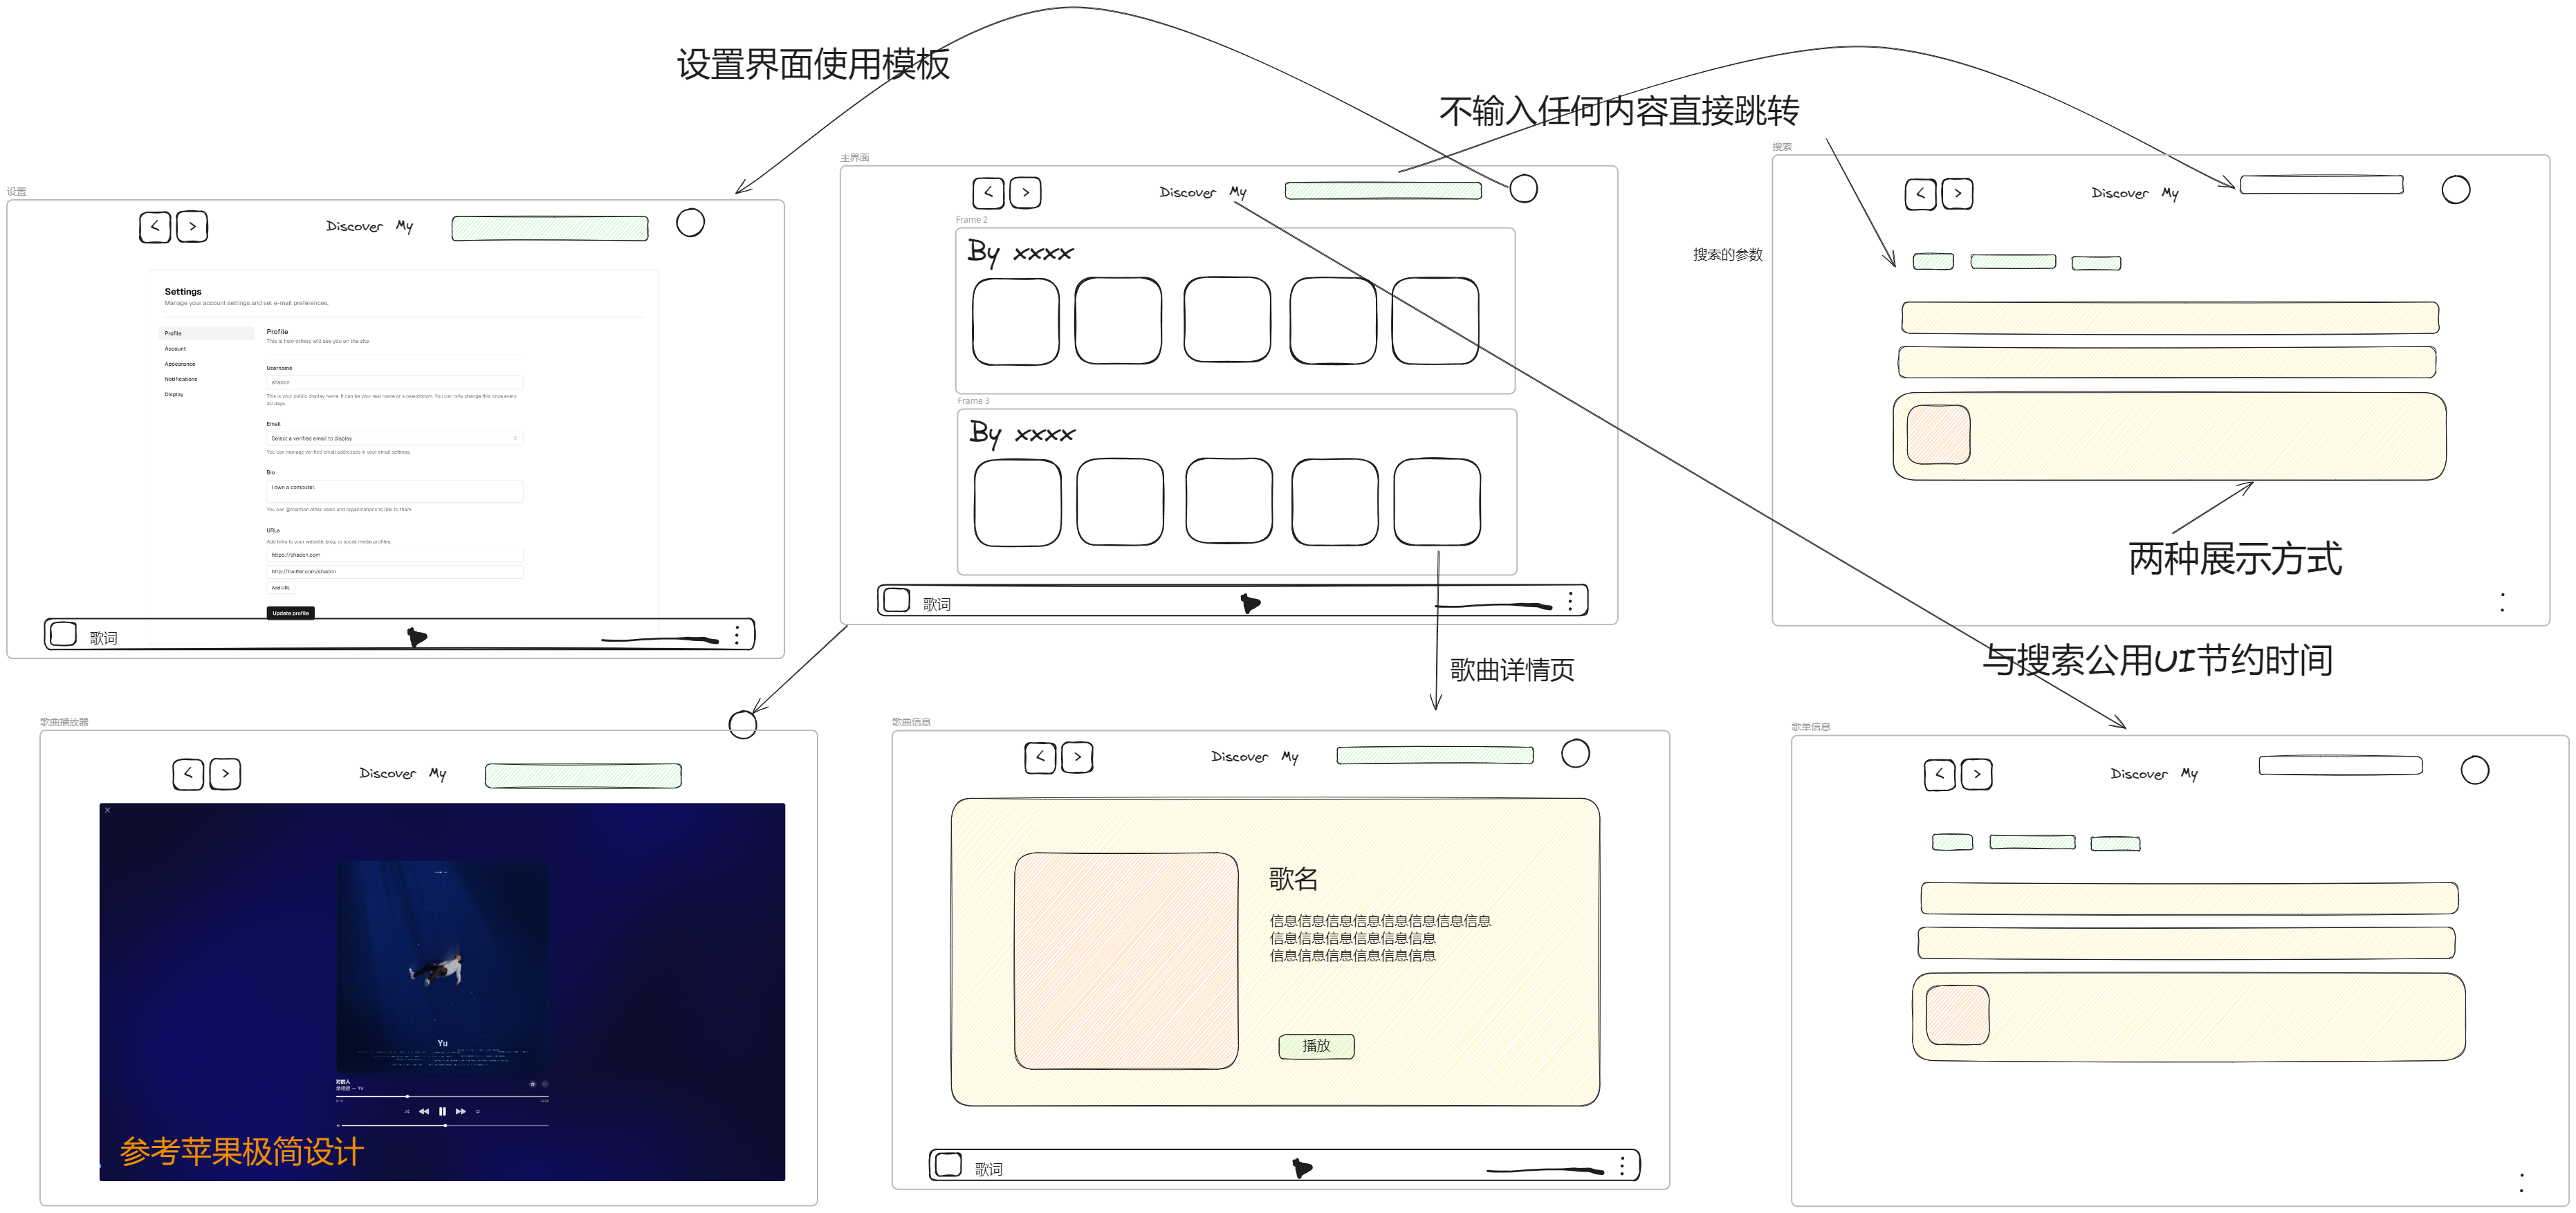 设置界面使用模板
不输入任何内容直接跳转
设置
< >
Discover My
Settings
Manage your account settings and set e-mail preferences.
Profile
Account
Appearance
Notifications
Display
Profile
This is how others will see you on the site.
Username
shadcn
This is your public display name. It can be your real name or a pseudonym. You can only change this once every
30 days.
Email
Select a verified email to display
You can manage verified email addresses in your email settings.
Bio
I own a computer.
You can @mention other users and organizations to link to them
URLs
Add links to your website, blog, or social media profiles.
https://shadcn.com
http://twitter.com/shadcn
Add URL
Update profile
歌词
主界面
< >
Discover My
Frame 2
By xxxx
Frame 3
By xxxx
歌词
搜索
< >
Discover My
搜索的参数
两种展示方式
歌曲详情页
与搜索公用UI节约时间
歌曲播放器
< >
Discover My
Yu
参考苹果极简设计
歌曲信息
< >
Discover My
歌名
信息信息信息信息信息信息信息信息
信息信息信息信息信息信息
信息信息信息信息信息信息
播放
歌词
歌单信息
< >
Discover My